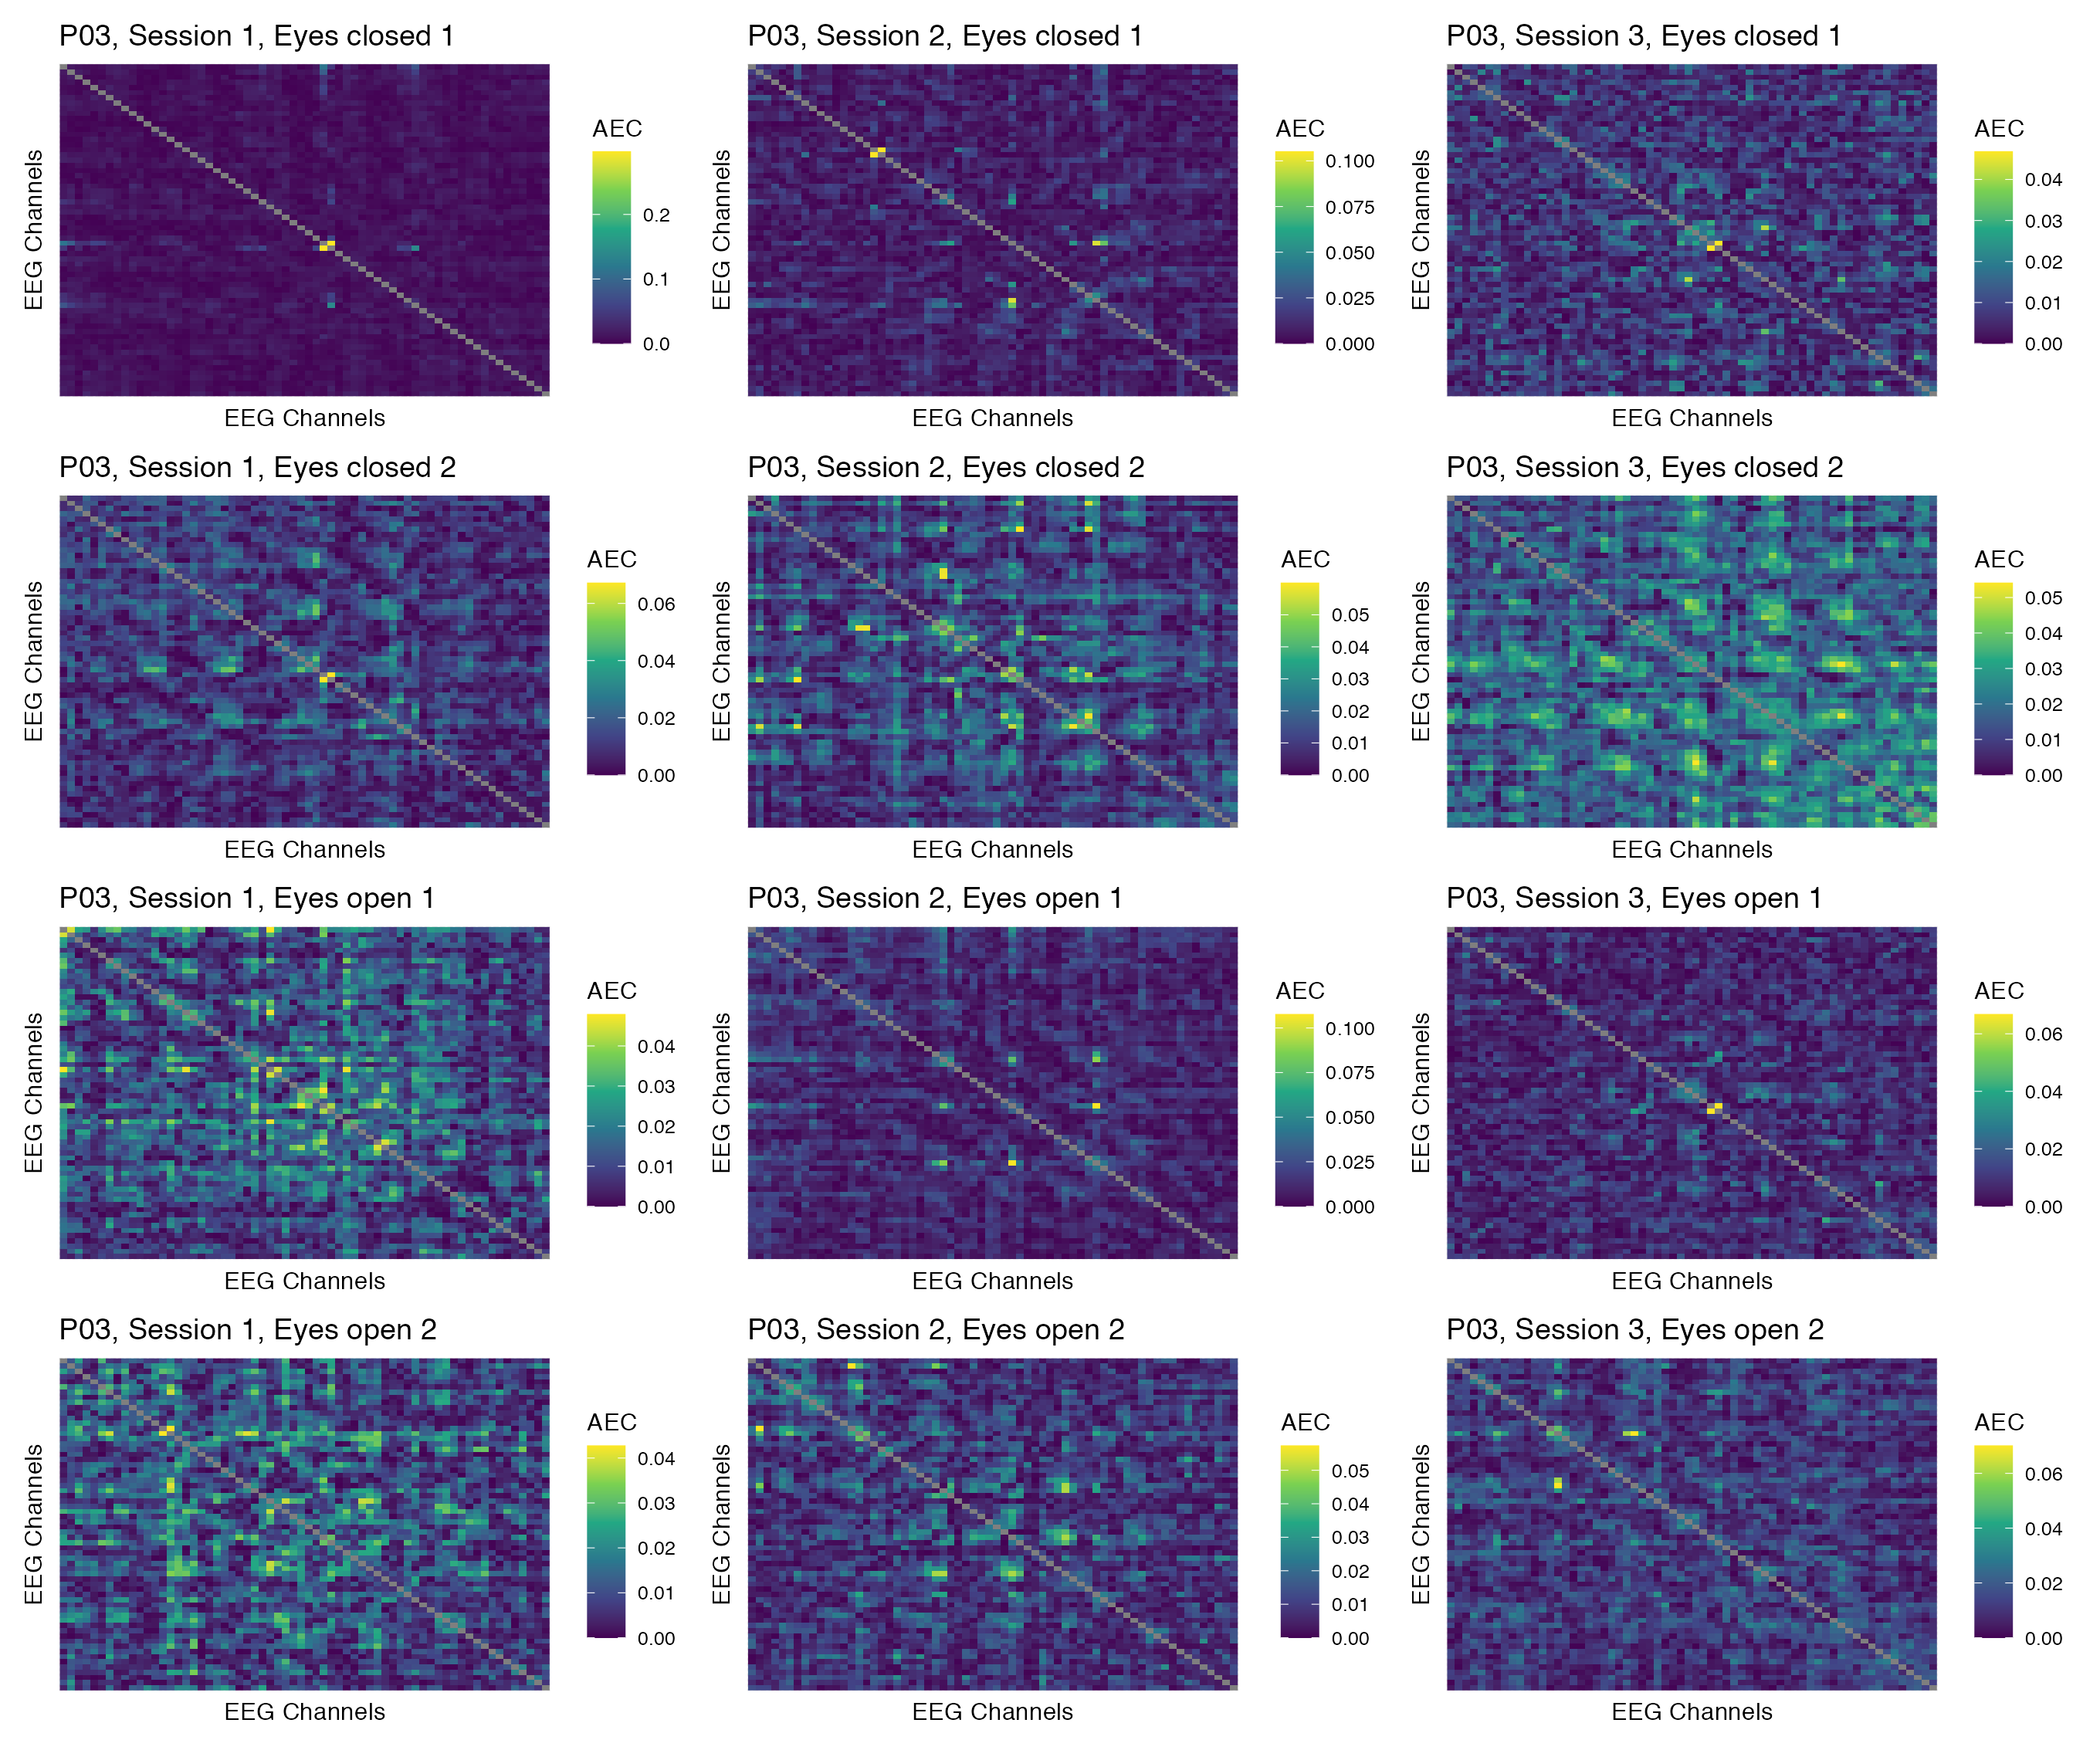 P03, Session 1, Eyes closed 1
EEG Channels
EEG Channels
AEC
0.2
0.1
0.0
P03, Session 2, Eyes closed 1
EEG Channels
EEG Channels
AEC
0.100
0.075
0.050
0.025
0.000
P03, Session 3, Eyes closed 1
EEG Channels
EEG Channels
AEC
0.04
0.03
0.02
0.01
0.00
P03, Session 1, Eyes closed 2
EEG Channels
EEG Channels
AEC
0.06
0.04
0.02
0.00
P03, Session 2, Eyes closed 2
EEG Channels
EEG Channels
AEC
0.05
0.04
0.03
0.02
0.01
0.00
P03, Session 3, Eyes closed 2
EEG Channels
EEG Channels
AEC
0.05
0.04
0.03
0.02
0.01
0.00
P03, Session 1, Eyes open 1
EEG Channels
EEG Channels
AEC
0.04
0.03
0.02
0.01
0.00
P03, Session 2, Eyes open 1
EEG Channels
EEG Channels
AEC
0.100
0.075
0.050
0.025
0.000
P03, Session 3, Eyes open 1
EEG Channels
EEG Channels
AEC
0.06
0.04
0.02
0.00
P03, Session 1, Eyes open 2
EEG Channels
EEG Channels
AEC
0.04
0.03
0.02
0.01
0.00
P03, Session 2, Eyes open 2
EEG Channels
EEG Channels
AEC
0.05
0.04
0.03
0.02
0.01
0.00
P03, Session 3, Eyes open 2
EEG Channels
EEG Channels
AEC
0.06
0.04
0.02
0.00